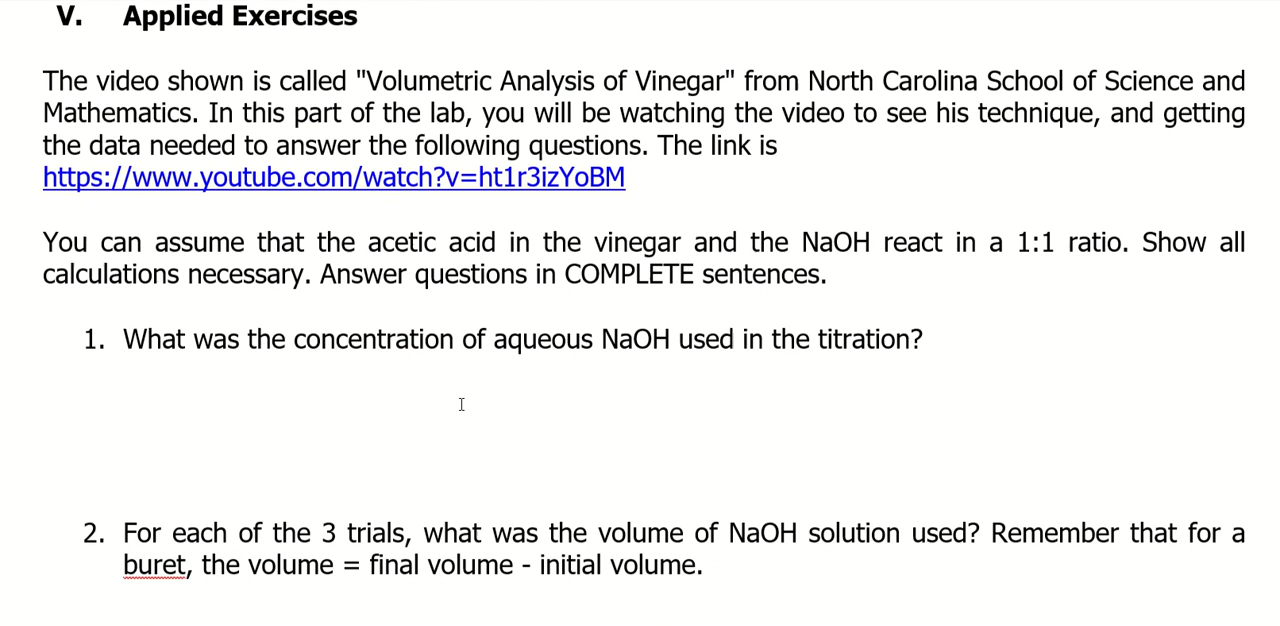 V. Applied Exercises
The video shown is called "Volumetric Analysis of Vinegar" from North Carolina School of Science and
Mathematics. In this part of the lab, you will be watching the video to see his technique, and getting
the data needed to answer the following questions. The link is
https://www.youtube.com/watch?v=ht1r3izYoBM
You can assume that the acetic acid in the vinegar and the NaOH react in a 1:1 ratio. Show all
calculations necessary. Answer questions in COMPLETE sentences.
1. What was the concentration of aqueous NaOH used in the titration?
2. For each of the 3 trials, what was the volume of NaOH solution used? Remember that for a
buret, the volume = final volume - initial volume.